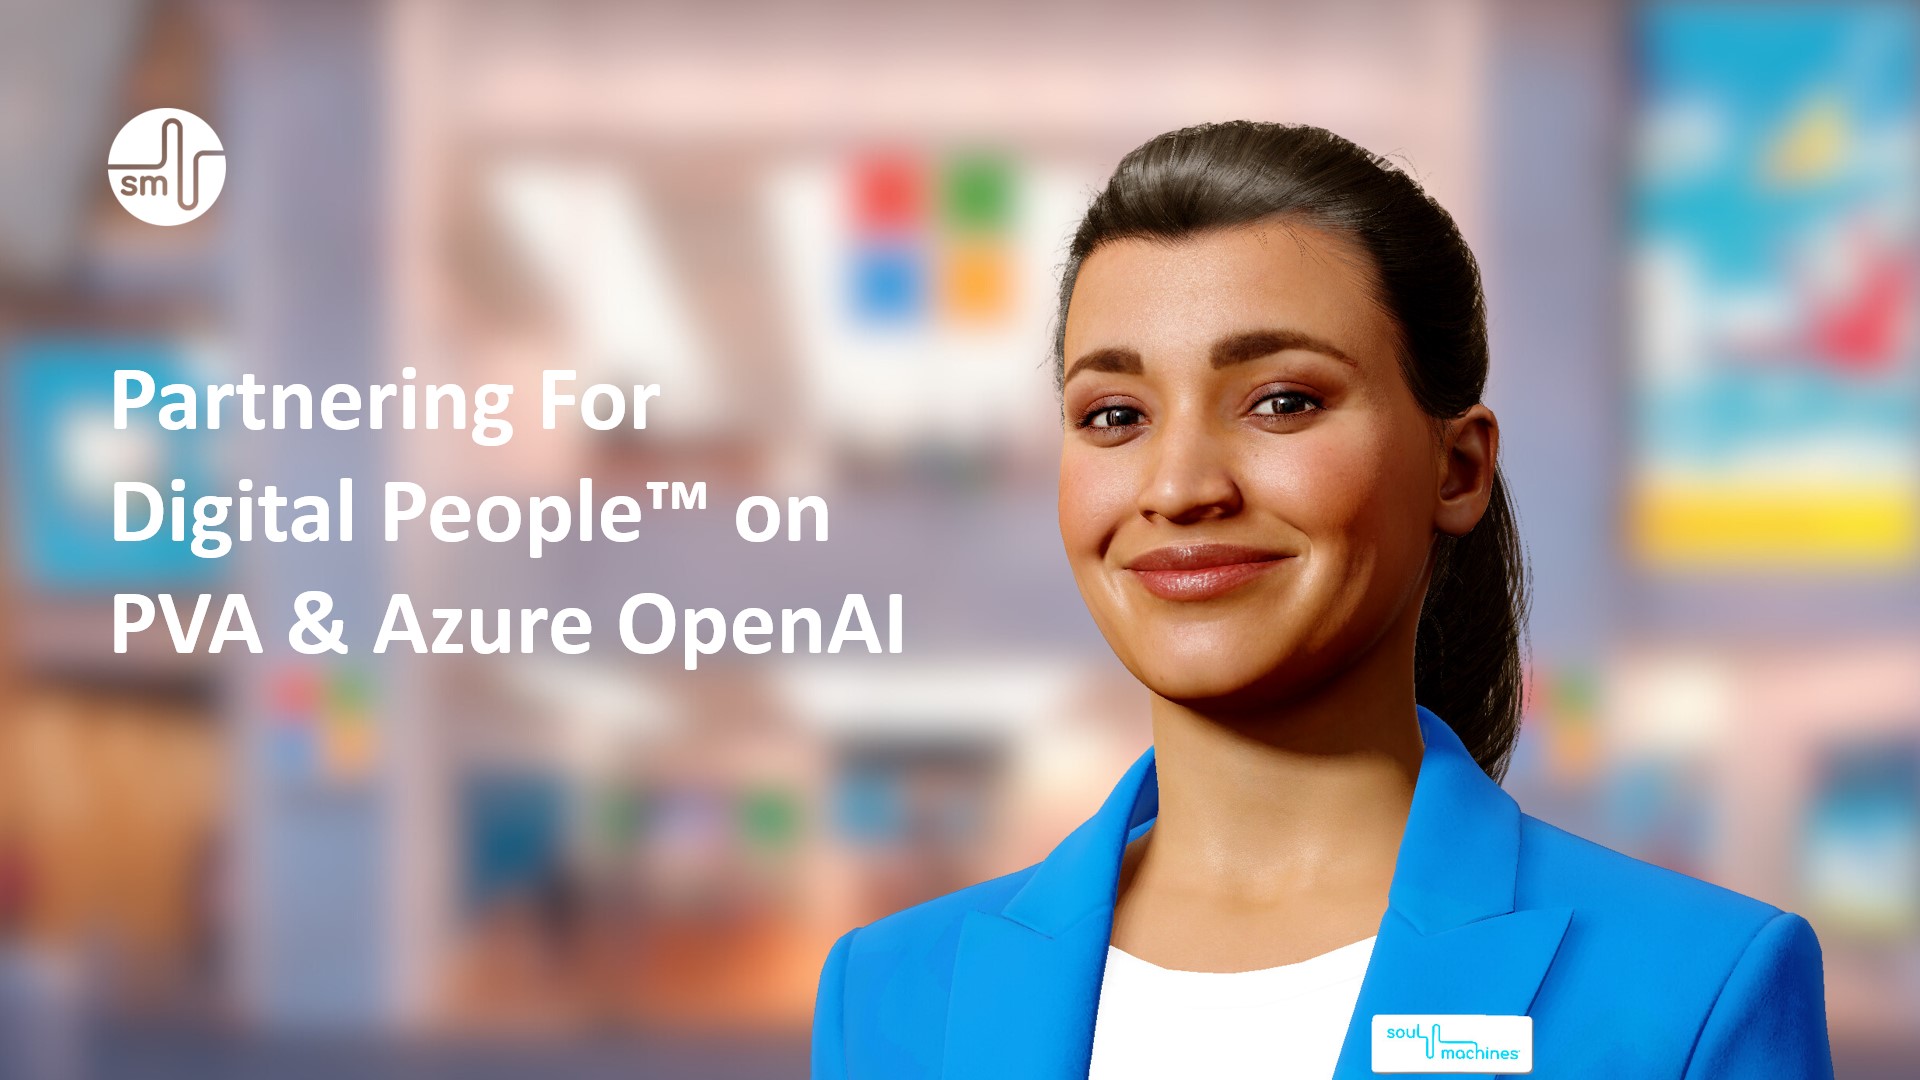 sm
Partnering For
Digital People™ on
PVA & Azure OpenAI
soul
machines